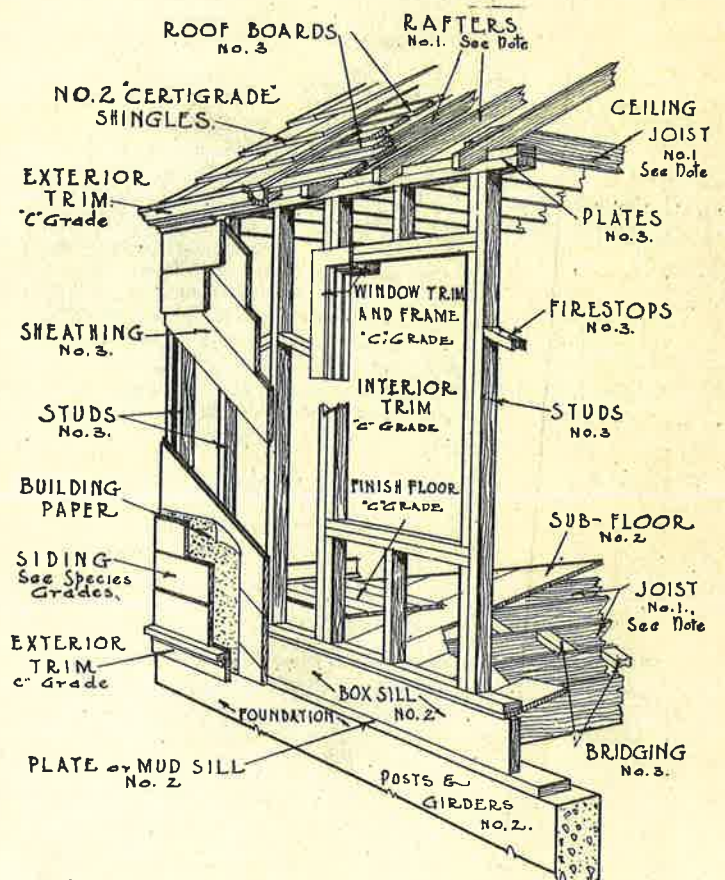 ROOF BOARDS
No. 3
RAFTERS
No.1. See Note
NO.2 "CERTIGRADE"
SHINGLES.
CEILING
JOIST
No.1
See Note
EXTERIOR
TRIM
"C" Grade
PLATES
No.3.
WINDOW TRIM
AND FRAME
"C" GRADE
FIRESTOPS
No.3.
SHEATHING
No. 3.
INTERIOR
TRIM
"C" GRADE
STUDS
No.3.
STUDS
No.3
BUILDING
PAPER
FINISH FLOOR
"C" GRADE
SUB-FLOOR
No.2
SIDING
See Species
Grades.
JOIST
No.1.,
See Note
EXTERIOR
TRIM
C" Grade
BOX SILL
No.2
FOUNDATION
PLATE or MUD SILL
No. 2
BRIDGING
No.3.
POSTS &
GIRDERS
No.2.